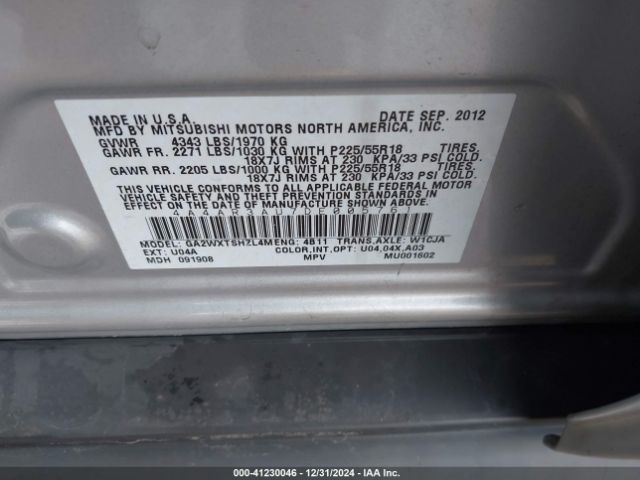 MADE IN U.S.A. DATE SEP. 2012
MFD BY MITSUBISHI MOTORS NORTH AMERICA, INC.
GVWR 4343 LBS/1970 KG
GAWR FR. 2271 LBS/1030 KG WITH P225/55R18 TIRES,
18X7J RIMS AT 230 KPA/33 PSI COLD.
GAWR RR. 2205 LBS/1000 KG WITH P225/55R18 TIRES,
18X7J RIMS AT 230 KPA/33 PSI COLD.
THIS VEHICLE CONFORMS TO ALL APPLICABLE FEDERAL MOTOR
VEHICLE SAFETY AND THEFT PREVENTION STANDARDS IN
EFFECT ON THE DATE OF MANUFACTURE SHOWN ABOVE.
4A4AR3AU7DE005761
MODEL: GA2WXTSHZL4M ENG: 4B11 TRANS,AXLE: W1CJA
EXT: U04A COLOR,INT,OPT: U04,04X,A03
MDH 091908 MPV MU001602
000-41230046 - 12/31/2024 - IAA Inc.